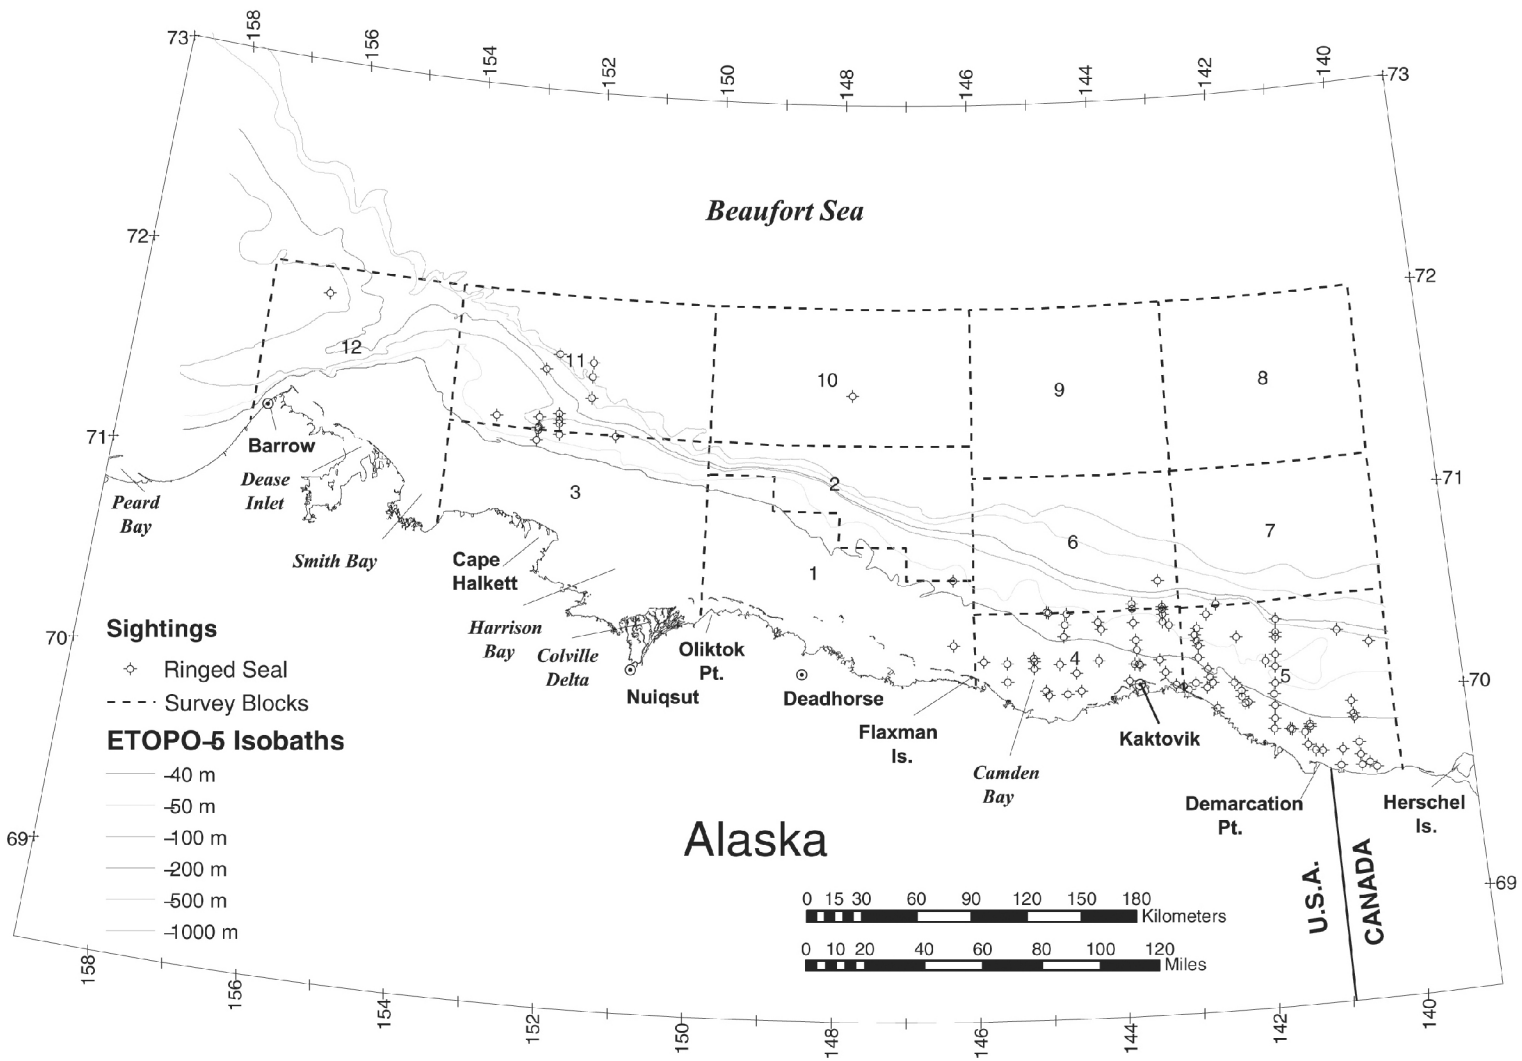 158
156
154
152
150
148
146
144
142
140
73
73
72
72
71
71
70
70
69
69
Beaufort Sea
12
11
10
9
8
3
2
6
7
1
4
5
Barrow
Dease
Inlet
Peard
Bay
Smith Bay
Cape
Halkett
Harrison
Bay
Colville
Delta
Nuiqsut
Oliktok
Pt.
Deadhorse
Flaxman
Is.
Camden
Bay
Kaktovik
Demarcation
Pt.
Herschel
Is.
Sightings
Ringed Seal
Survey Blocks
ETOPO-5 Isobaths
-40 m
-50 m
-100 m
-200 m
-500 m
-1000 m
Alaska
U.S.A.
CANADA
0 15 30 60 90 120 150 180
Kilometers
0 10 20 40 60 80 100 120
Miles
158
156
154
152
150
148
146
144
142
140